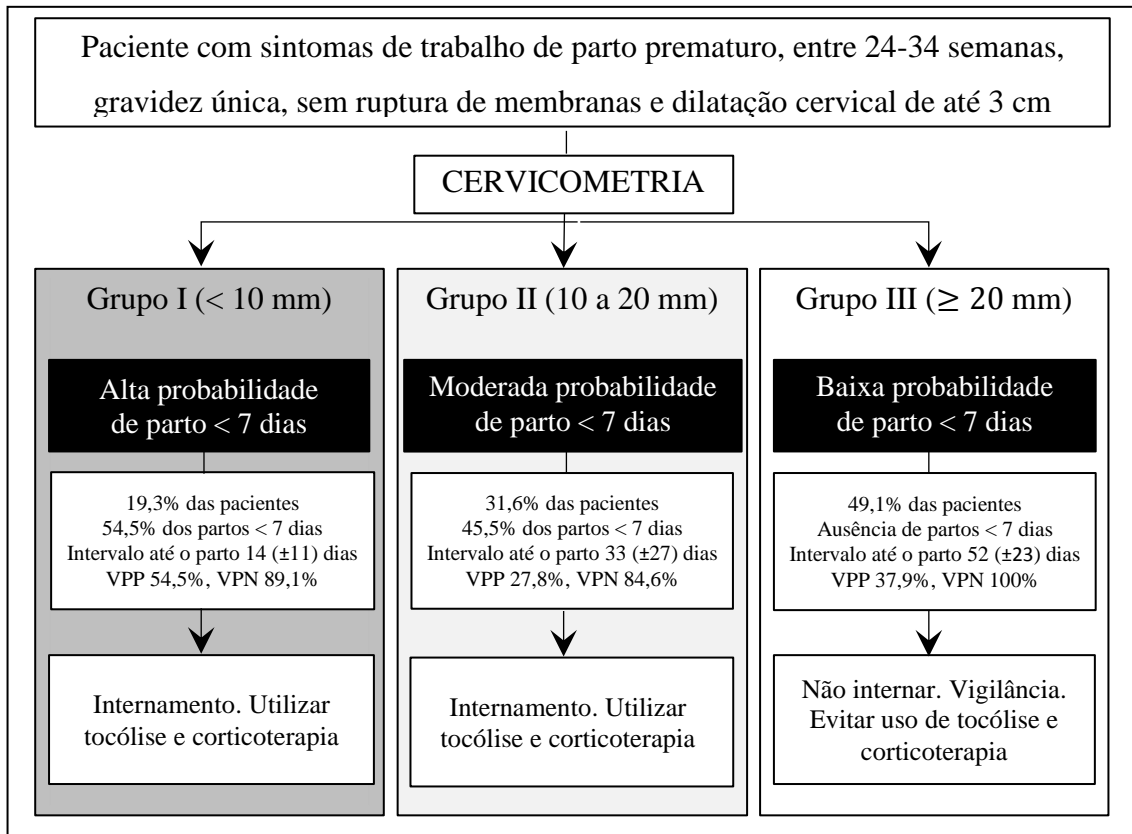 Paciente com sintomas de trabalho de parto prematuro, entre 24-34 semanas,
gravidez única, sem ruptura de membranas e dilatação cervical de até 3 cm
CERVICOMETRIA
Grupo I (< 10 mm)
Alta probabilidade
de parto < 7 dias
19,3% das pacientes
54,5% dos partos < 7 dias
Intervalo até o parto 14 (±11) dias
VPP 54,5%, VPN 89,1%
Internamento. Utilizar
tocólise e corticoterapia
Grupo II (10 a 20 mm)
Moderada probabilidade
de parto < 7 dias
31,6% das pacientes
45,5% dos partos < 7 dias
Intervalo até o parto 33 (±27) dias
VPP 27,8%, VPN 84,6%
Internamento. Utilizar
tocólise e corticoterapia
Grupo III (≥ 20 mm)
Baixa probabilidade
de parto < 7 dias
49,1% das pacientes
Ausência de partos < 7 dias
Intervalo até o parto 52 (±23) dias
VPP 37,9%, VPN 100%
Não internar. Vigilância.
Evitar uso de tocólise e
corticoterapia